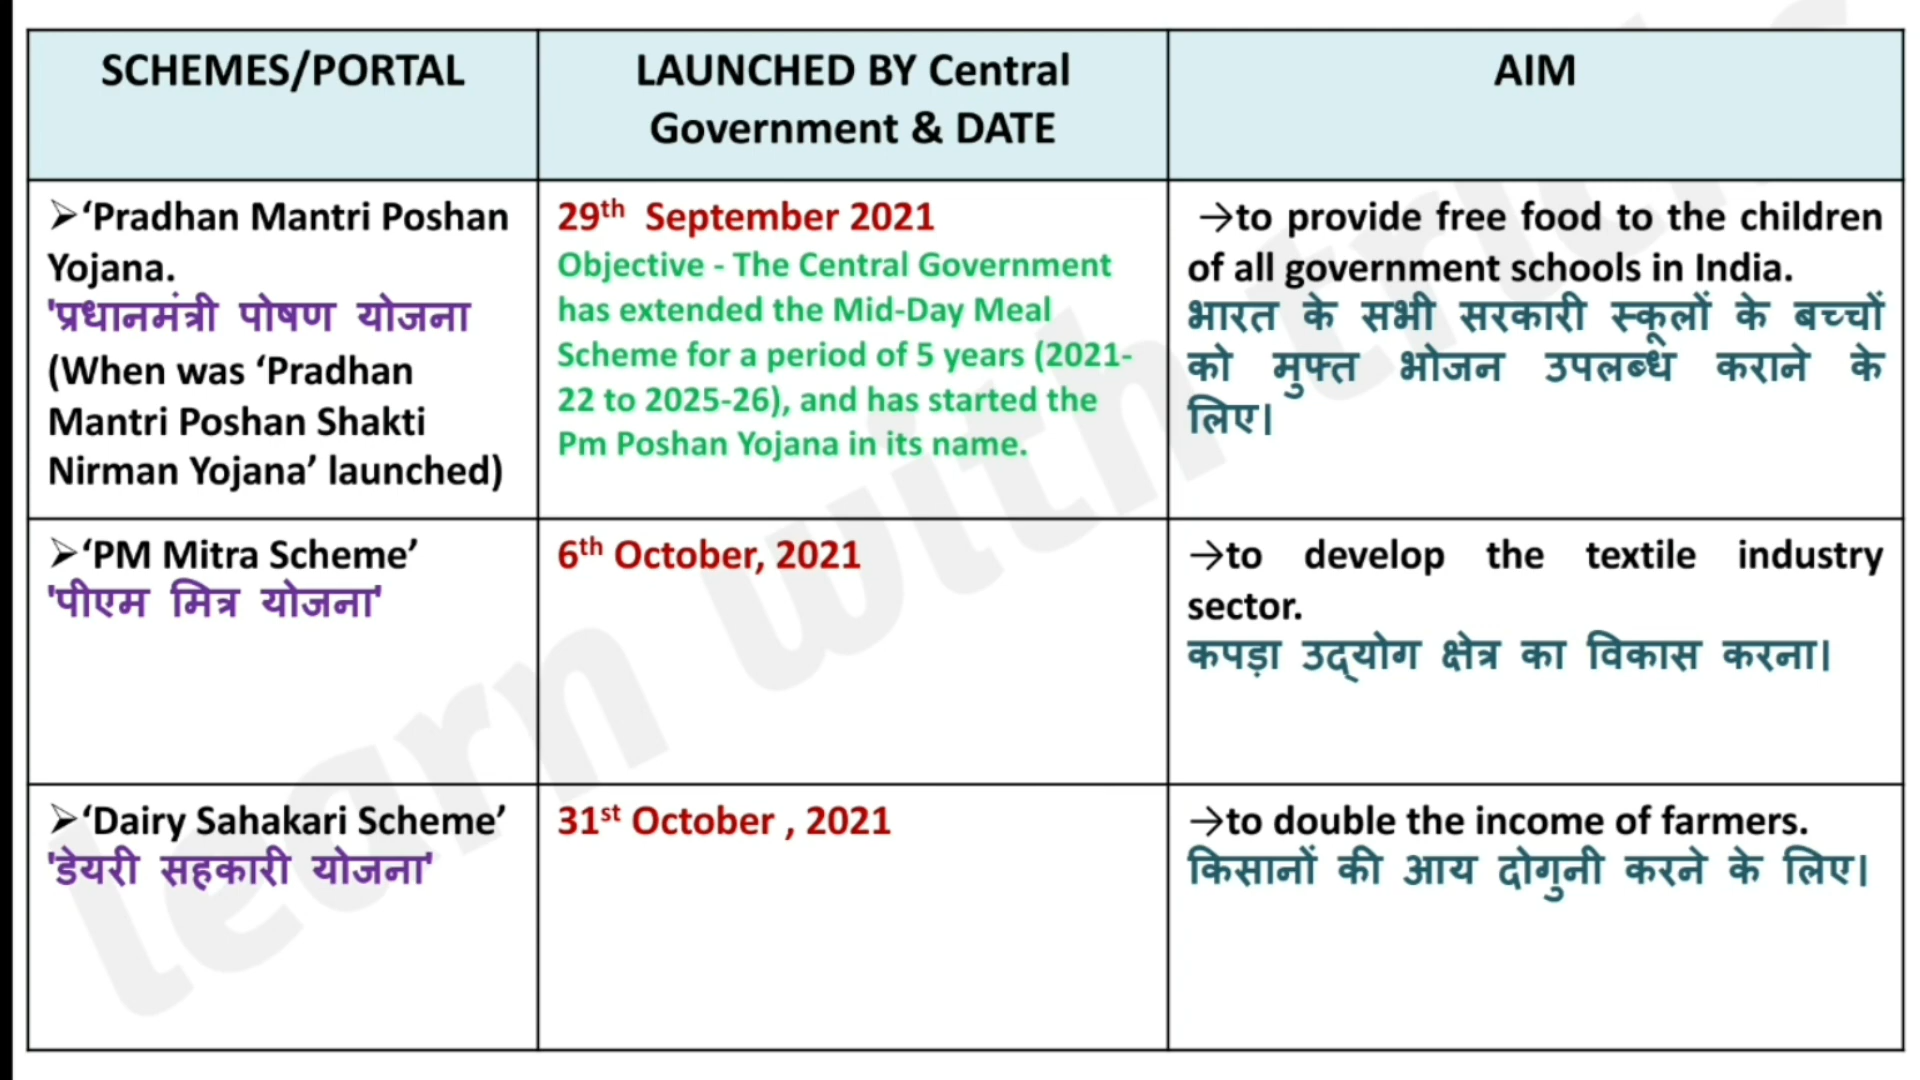 SCHEMES/PORTAL
LAUNCHED BY Central
Government & DATE
AIM
➢‘Pradhan Mantri Poshan
Yojana.
'प्रधानमंत्री पोषण योजना
(When was ‘Pradhan
Mantri Poshan Shakti
Nirman Yojana’ launched)
29th September 2021
Objective - The Central Government
has extended the Mid-Day Meal
Scheme for a period of 5 years (2021-
22 to 2025-26), and has started the
Pm Poshan Yojana in its name.
→to provide free food to the children
of all government schools in India.
भारत के सभी सरकारी स्कूलों के बच्चों
को मुफ्त भोजन उपलब्ध कराने के
लिए।
➢‘PM Mitra Scheme’
'पीएम मित्र योजना'
6th October, 2021
→to develop the textile industry
sector.
कपड़ा उद्योग क्षेत्र का विकास करना।
➢‘Dairy Sahakari Scheme’
'डेयरी सहकारी योजना'
31st October , 2021
→to double the income of farmers.
किसानों की आय दोगुनी करने के लिए।
learn with trick